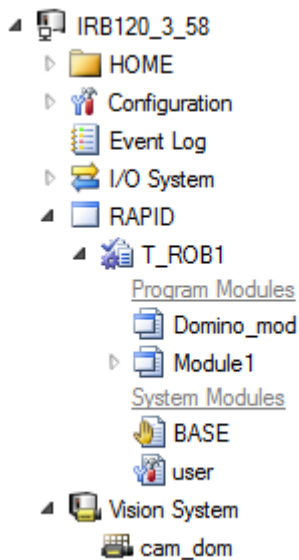 IRB120_3_58
HOME
Configuration
Event Log
I/O System
RAPID
T_ROB1
Program Modules
Domino_mod
Module1
System Modules
BASE
user
Vision System
cam_dom